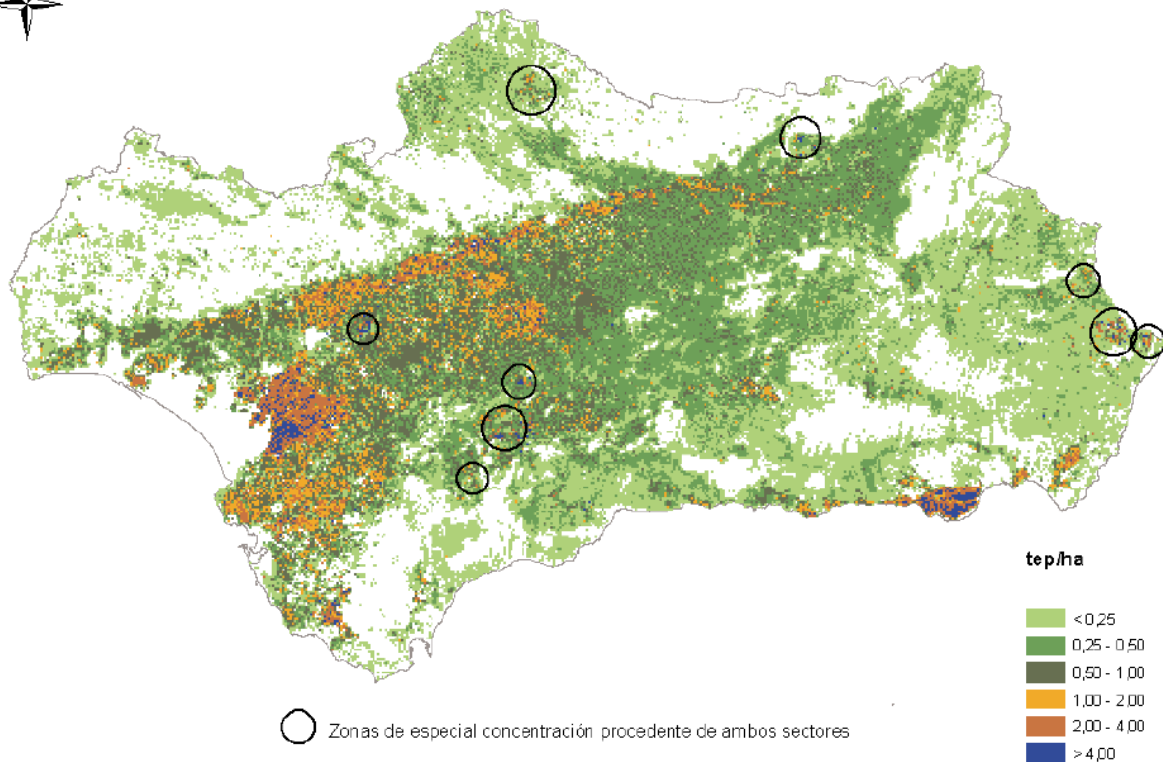 tep/ha
< 0,25
0,25 - 0,50
0,50 - 1,00
1,00 - 2,00
2,00 - 4,00
> 4,00
Zonas de especial concentración procedente de ambos sectores